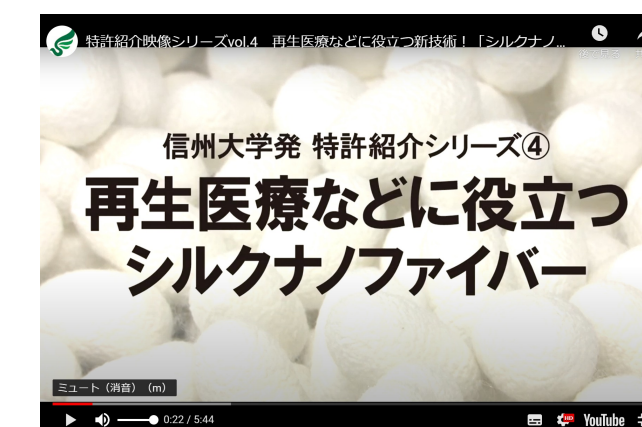 特許紹介映像シリーズvol.4 再生医療などに役立つ新技術！「シルクナノ...
信州大学発 特許紹介シリーズ④
再生医療などに役立つ
シルクナノファイバー
ミュート（消音）（m）
0:22 / 5:44
HD
YouTube